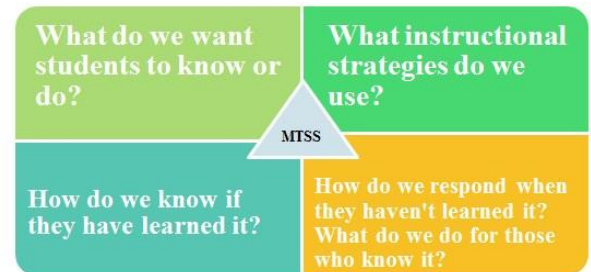 What do we want
students to know or
do?
What instructional
strategies do we
use?
MTSS
How do we know if
they have learned it?
How do we respond when
they haven't learned it?
What do we do for those
who know it?